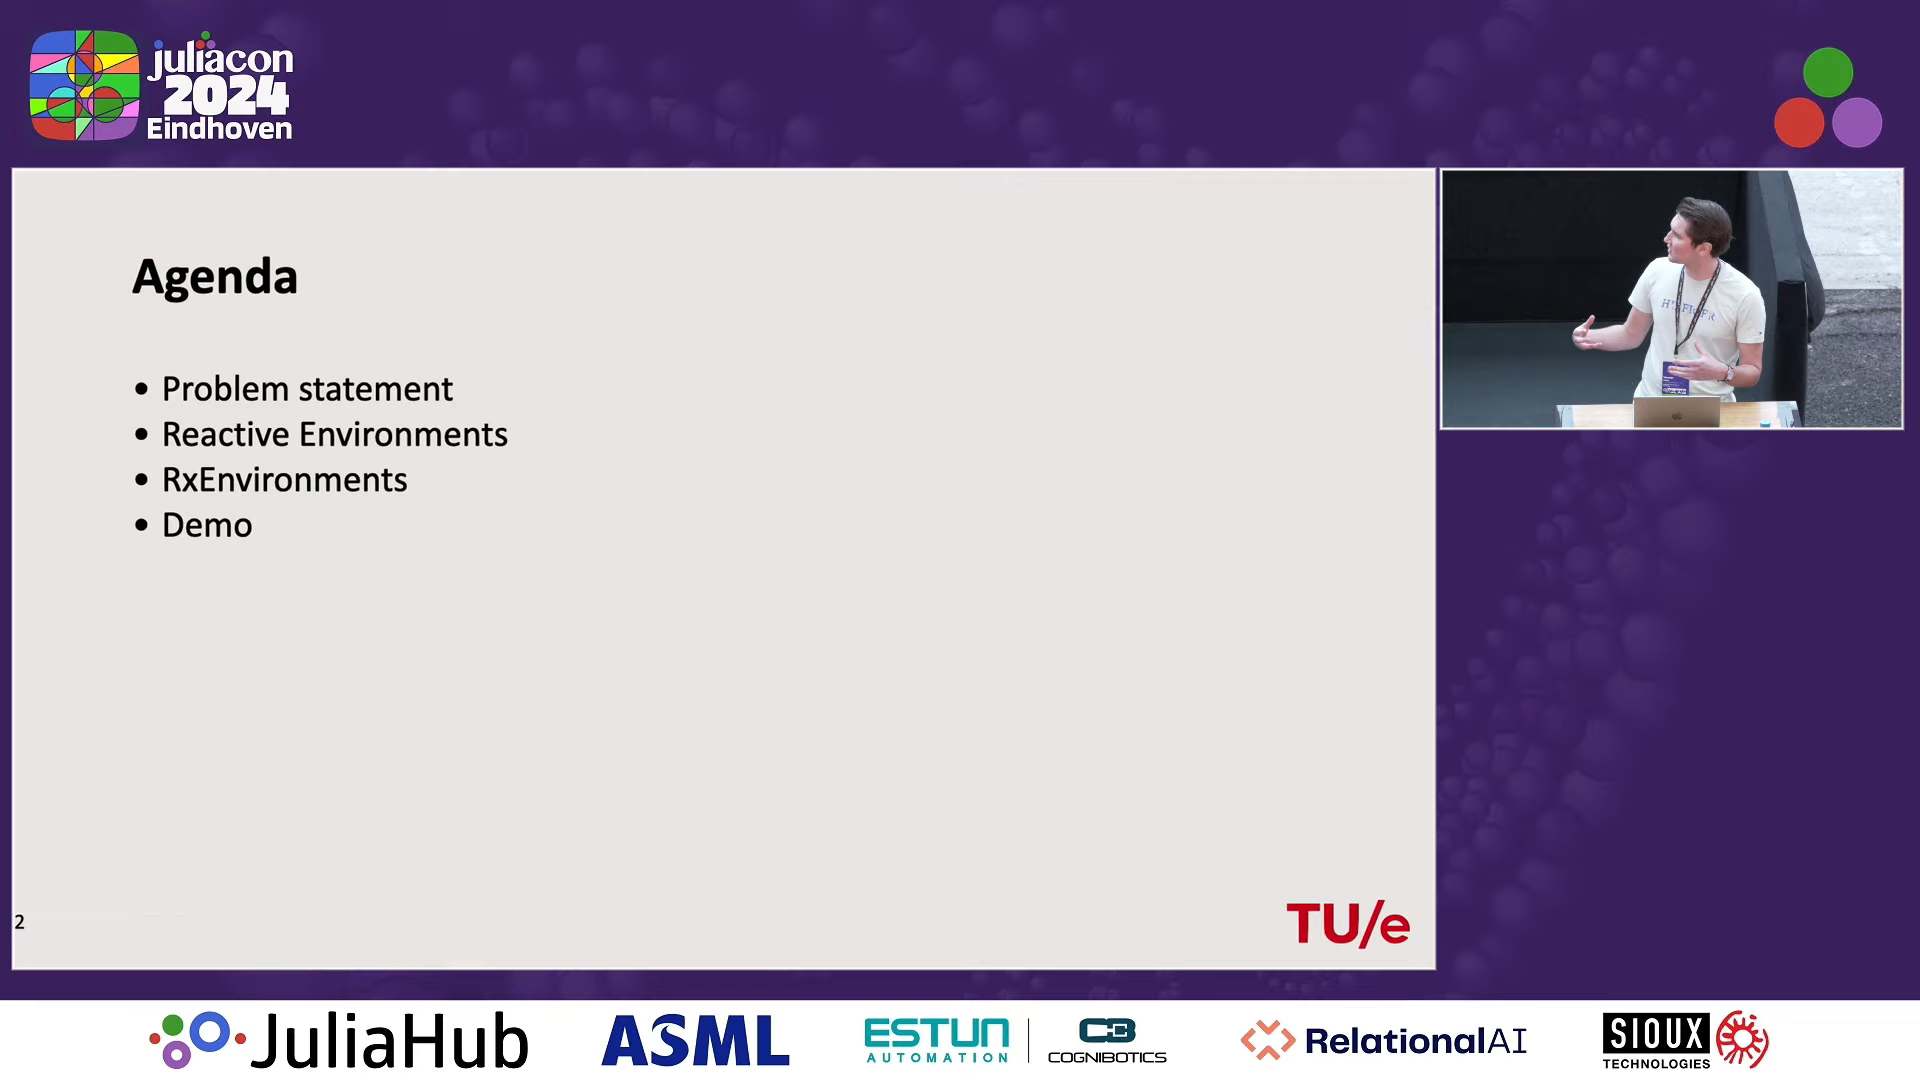 juliacon
2024
Eindhoven
Agenda
• Problem statement
• Reactive Environments
• RxEnvironments
• Demo
2
TU/e
JuliaHub
ASML
ESTUN
AUTOMATION
COGNIBOTICS
RelationalAI
SIOUX
TECHNOLOGIES